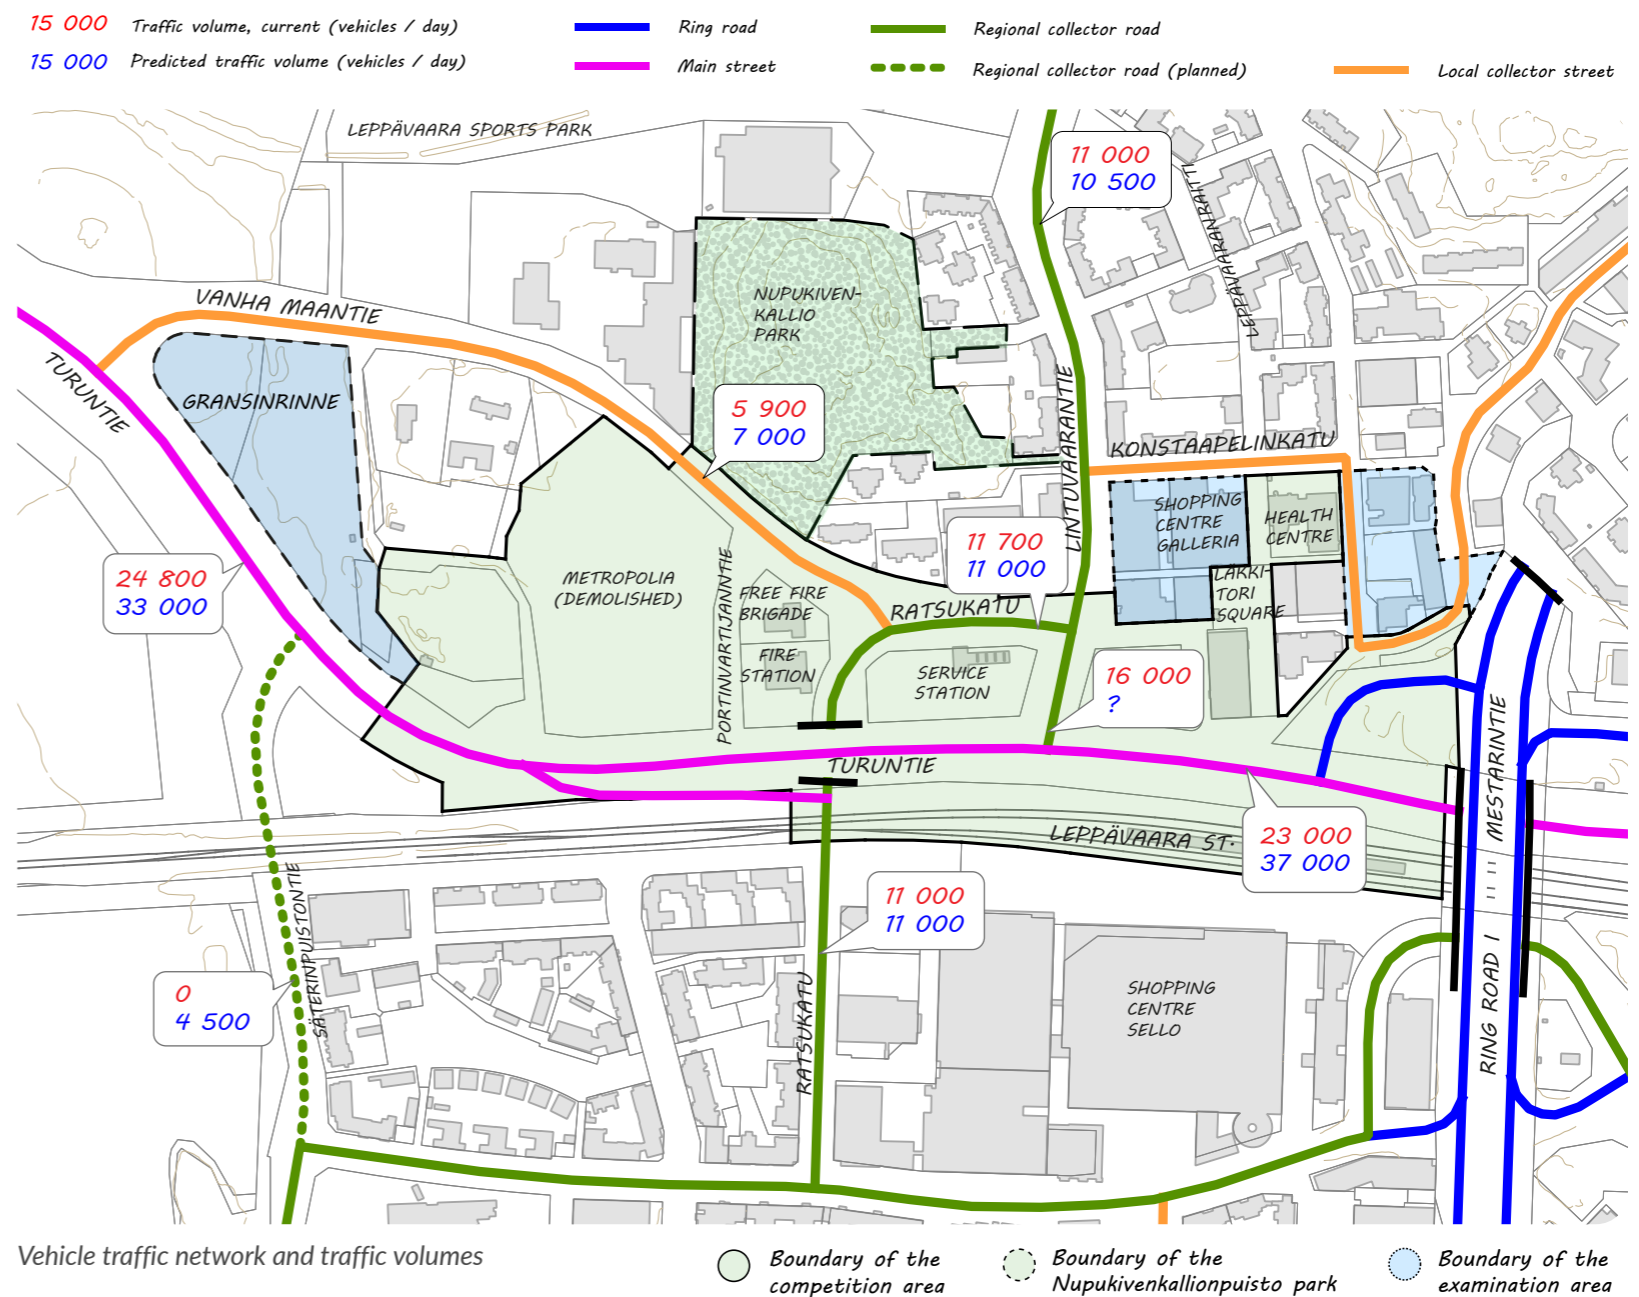 15 000 Traffic volume, current (vehicles / day)
15 000 Predicted traffic volume (vehicles / day)
Ring road
Main street
Regional collector road
Regional collector road (planned)
Local collector street
LEPPÄVAARA SPORTS PARK
11 000
10 500
LEPPÄVAARANRAITTI
VANHA MAANTIE
NUPUKIVEN-
KALLIO
PARK
TURUNTIE
GRANSINRINNE
5 900
7 000
LINTUVAARANTIE
KONSTAAPELINKATU
SHOPPING
CENTRE
GALLERIA
HEALTH
CENTRE
11 700
11 000
24 800
33 000
METROPOLIA
(DEMOLISHED)
PORTINVARTIJANTIE
FREE FIRE
BRIGADE
RATSUKATU
LÄKKI-
TORI
SQUARE
FIRE
STATION
SERVICE
STATION
16 000
?
MESTARINTIE
TURUNTIE
LEPPÄVAARA ST.
23 000
37 000
SÄTERINPUISTONTIE
11 000
11 000
0
4 500
RATSUKATU
SHOPPING
CENTRE
SELLO
RING ROAD I
Vehicle traffic network and traffic volumes
Boundary of the
competition area
Boundary of the
Nupukivenkallionpuisto park
Boundary of the
examination area